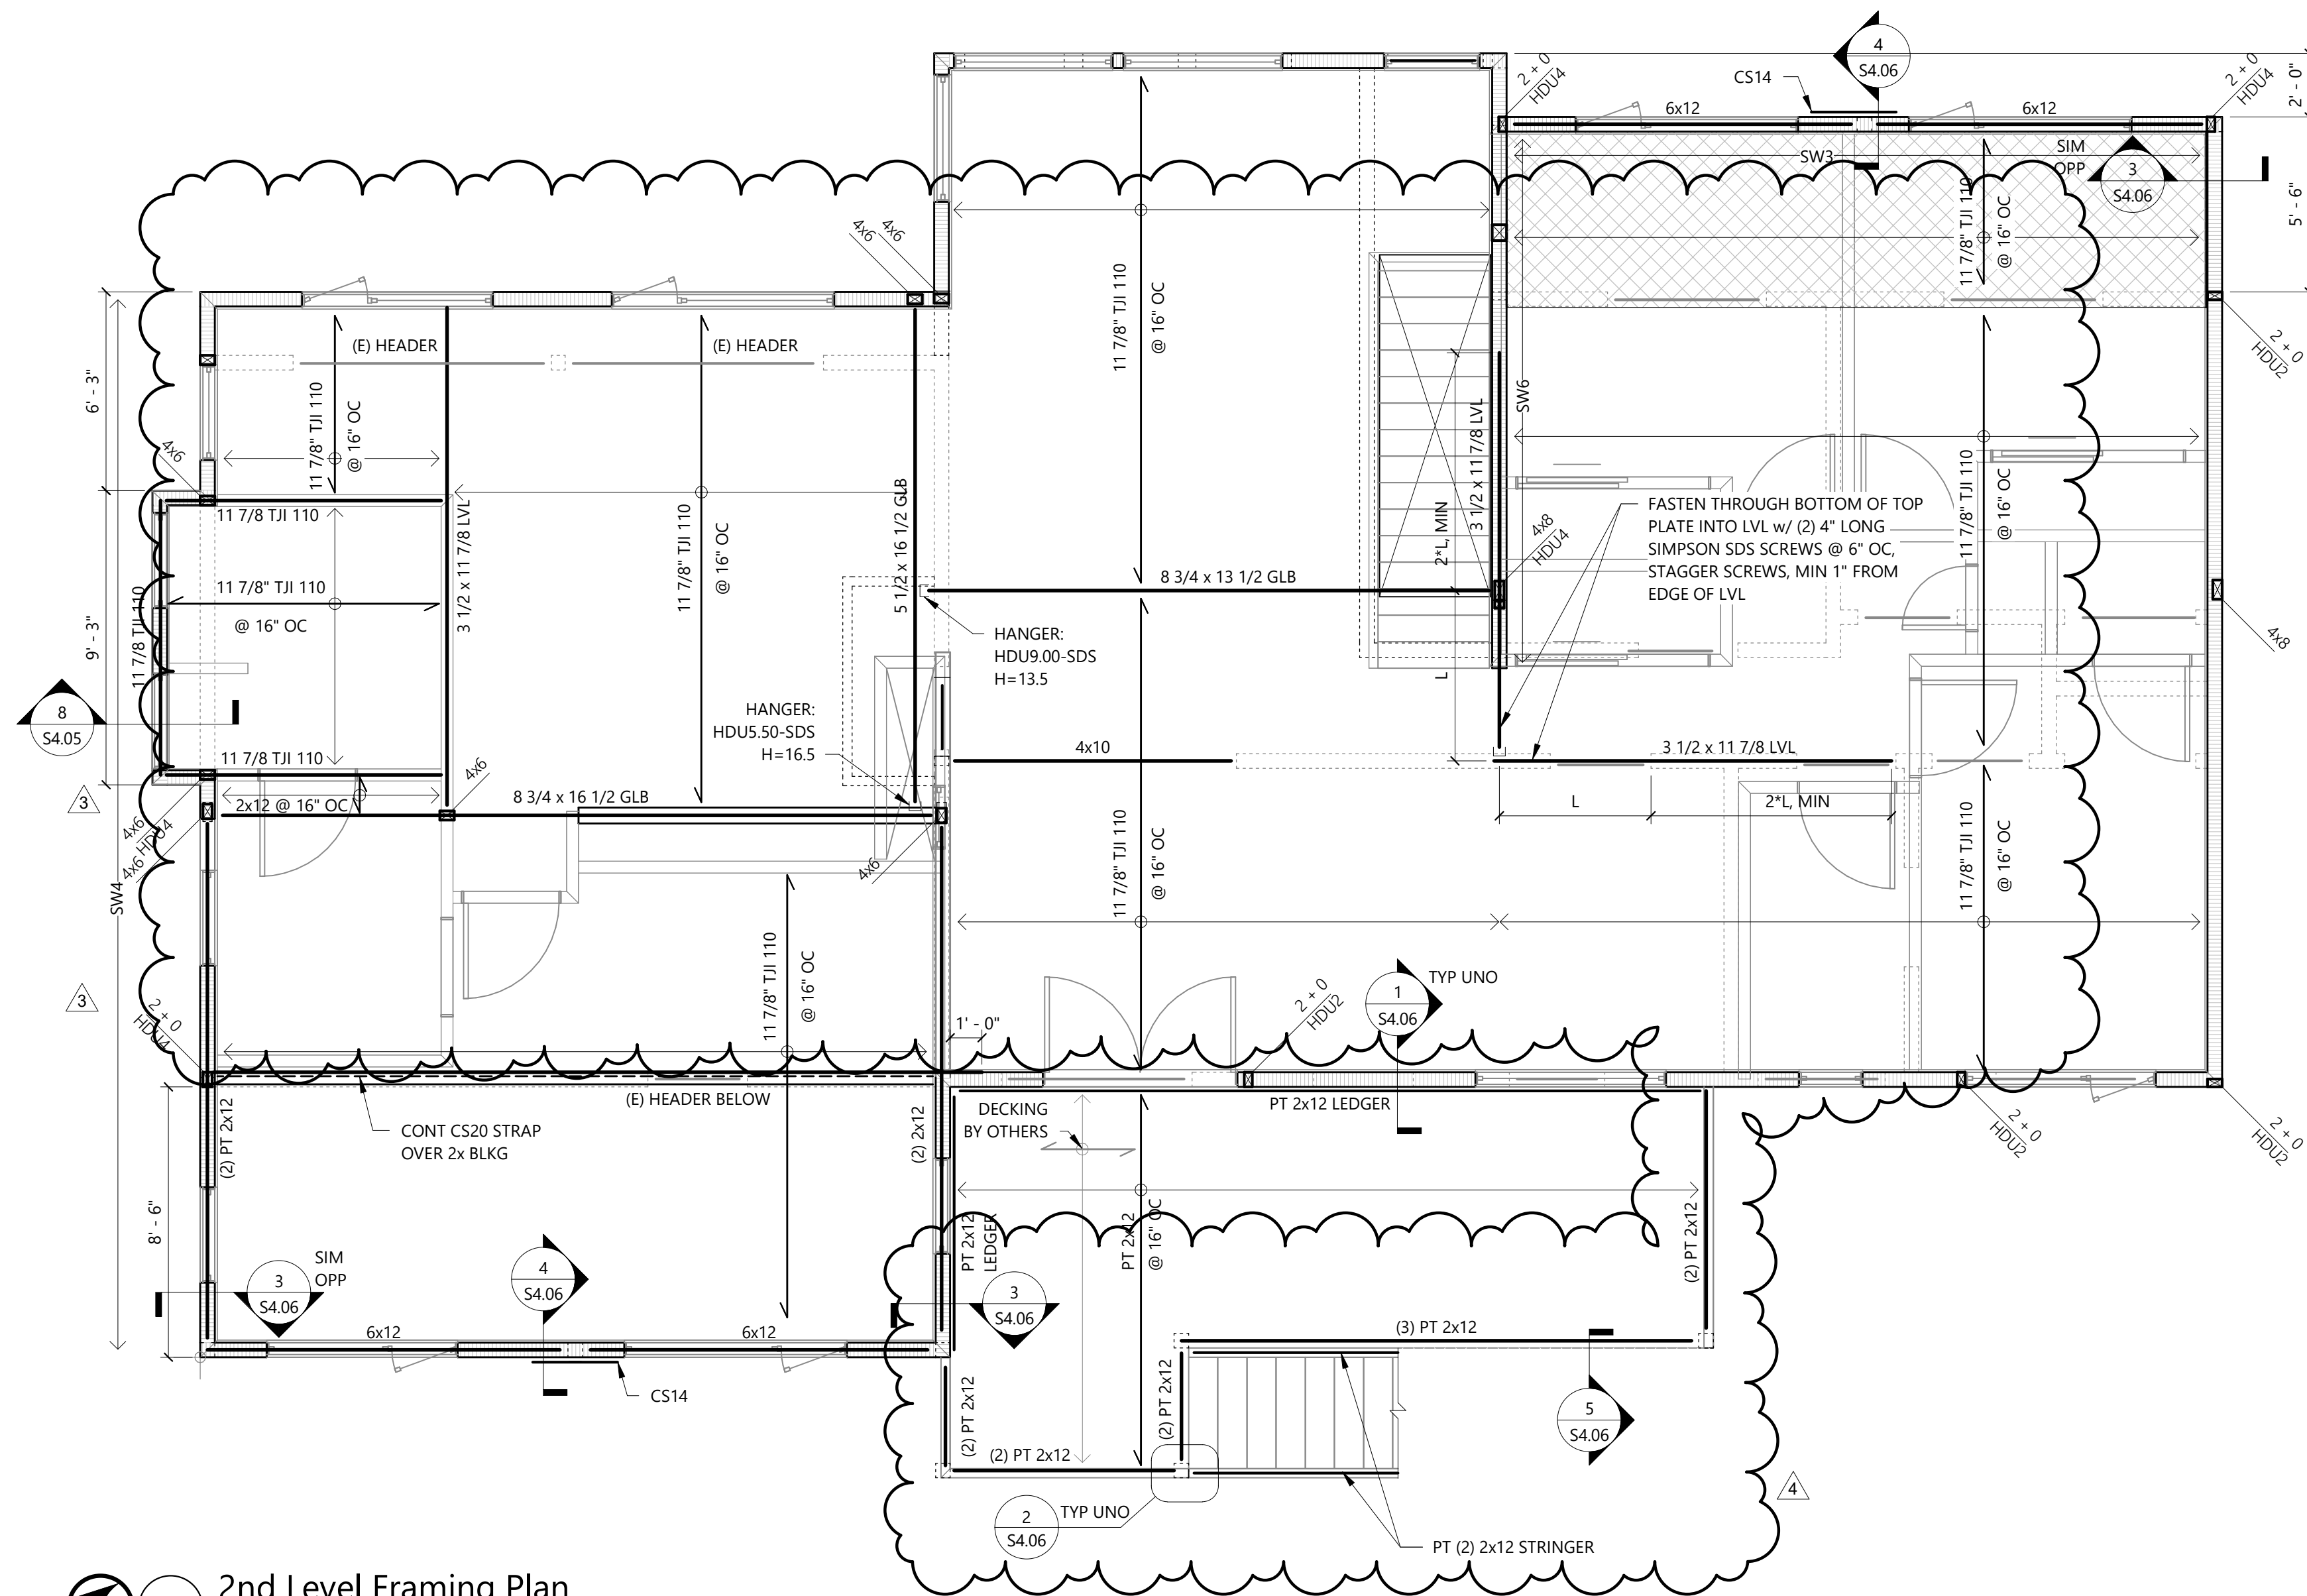 4
S4.06
CS14
2 + 0
HDU4
2 + 0
HDU4
2' - 0"
6x12
6x12
SW3
SIM
OPP
3
S4.06
5' - 6"
11 7/8" TJI 110
@ 16" OC
4x6
4x6
11 7/8" TJI 110
@ 16" OC
(E) HEADER
(E) HEADER
6' - 3"
11 7/8" TJI 110
@ 16" OC
2 + 0
HDU2
SW6
3 1/2 x 11 7/8 LVL
4x6
11 7/8 TJI 110
5 1/2 x 16 1/2 GLB
11 7/8" TJI 110
@ 16" OC
3 1/2 x 11 7/8 LVL
2*L, MIN
4x8
HDU4
FASTEN THROUGH BOTTOM OF TOP
PLATE INTO LVL w/ (2) 4" LONG
SIMPSON SDS SCREWS @ 6" OC,
STAGGER SCREWS, MIN 1" FROM
EDGE OF LVL
11 7/8" TJI 110
@ 16" OC
11 7/8" TJI 110
@ 16" OC
8 3/4 x 13 1/2 GLB
11 7/8 TJI 110
9' - 3"
HANGER:
HDU9.00-SDS
H=13.5
4x8
L
8
S4.05
HANGER:
HDU5.50-SDS
H=16.5
11 7/8 TJI 110
4x10
3 1/2 x 11 7/8 LVL
4x6
2x12 @ 16" OC
8 3/4 x 16 1/2 GLB
L
2*L, MIN
3
4x6
HDU4
4x6
4x6
SW4
11 7/8" TJI 110
@ 16" OC
11 7/8" TJI 110
@ 16" OC
11 7/8" TJI 110
@ 16" OC
3
2 + 0
HDU4
1' - 0"
2 + 0
HDU2
1
S4.06
TYP UNO
(2) PT 2x12
(E) HEADER BELOW
CONT CS20 STRAP
OVER 2x BLKG
(2) 2x12
DECKING
BY OTHERS
PT 2x12 LEDGER
2 + 0
HDU2
2 + 0
HDU2
8' - 6"
PT 2x12
LEDGER
PT 2x12
@ 16" OC
(2) PT 2x12
3
S4.06
SIM
OPP
4
S4.06
3
S4.06
6x12
6x12
(3) PT 2x12
CS14
(2) PT 2x12
(2) PT 2x12
(2) PT 2x12
5
S4.06
2
S4.06
TYP UNO
4
PT (2) 2x12 STRINGER
2nd Level Framing Plan